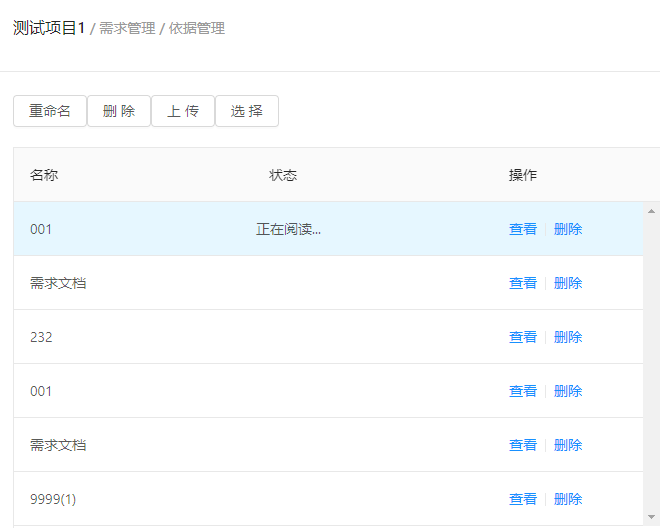 测试项目1 / 需求管理 / 依据管理
重命名 删 除 上 传 选 择
名称 状态 操作
001 正在阅读... 查看 删除
需求文档 查看 删除
232 查看 删除
001 查看 删除
需求文档 查看 删除
9999(1) 查看 删除